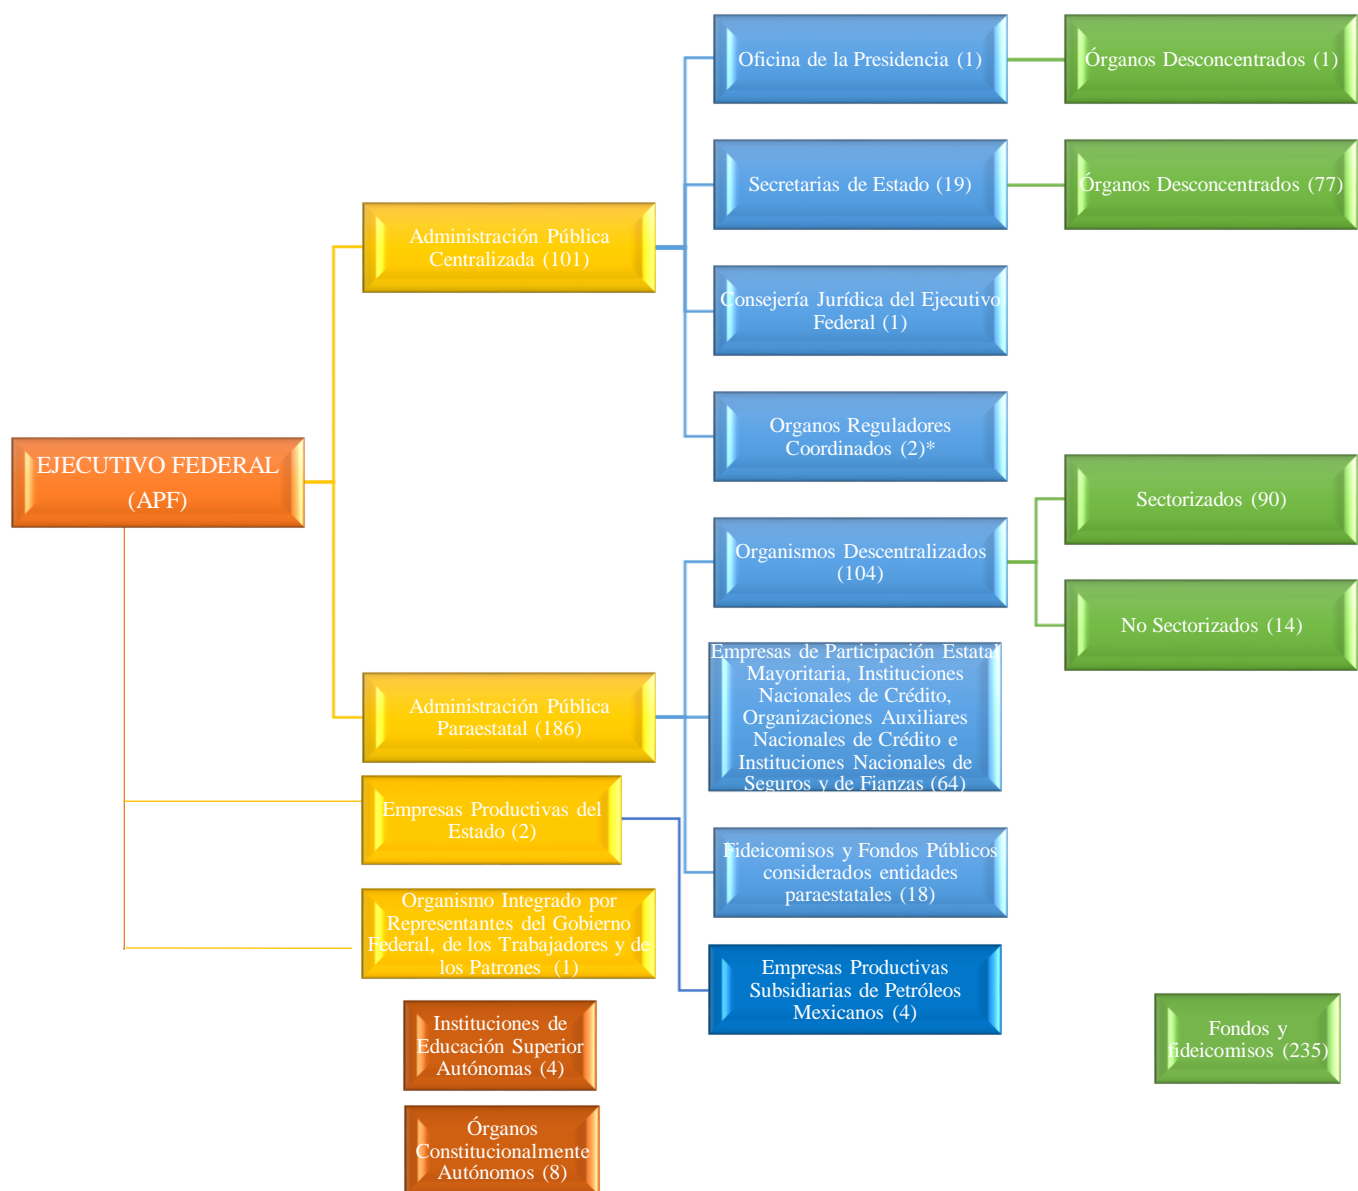 EJECUTIVO FEDERAL
(APF)
Administración Pública
Centralizada (101)
Oficina de la Presidencia (1)
Órganos Desconcentrados (1)
Secretarias de Estado (19)
Órganos Desconcentrados (77)
Consejería Jurídica del Ejecutivo
Federal (1)
Organos Reguladores
Coordinados (2)*
Administración Pública
Paraestatal (186)
Organismos Descentralizados
(104)
Sectorizados (90)
No Sectorizados (14)
Empresas de Participación Estatal
Mayoritaria, Instituciones
Nacionales de Crédito,
Organizaciones Auxiliares
Nacionales de Crédito e
Instituciones Nacionales de
Seguros y de Fianzas (64)
Fideicomisos y Fondos Públicos
considerados entidades
paraestatales (18)
Empresas Productivas del
Estado (2)
Empresas Productivas
Subsidiarias de Petróleos
Mexicanos (4)
Organismo Integrado por
Representantes del Gobierno
Federal, de los Trabajadores y de
los Patrones (1)
Instituciones de
Educación Superior
Autónomas (4)
Órganos
Constitucionalmente
Autónomos (8)
Fondos y
fideicomisos (235)